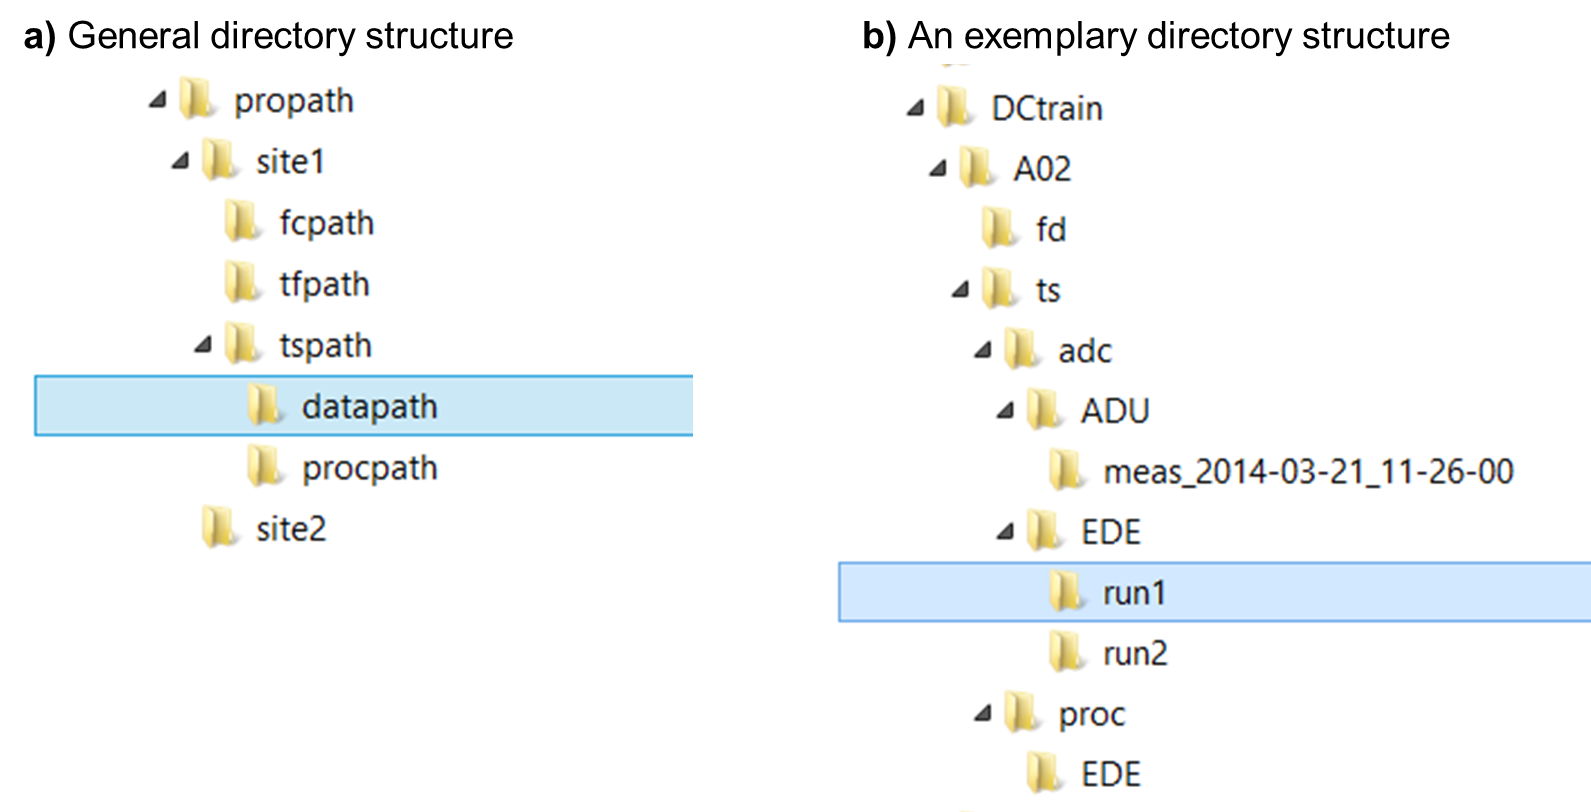 a) General directory structure
propath
site1
fcpath
tfpath
tspath
datapath
procpath
site2
b) An exemplary directory structure
DCtrain
A02
fd
ts
adc
ADU
meas_2014-03-21_11-26-00
EDE
run1
run2
proc
EDE